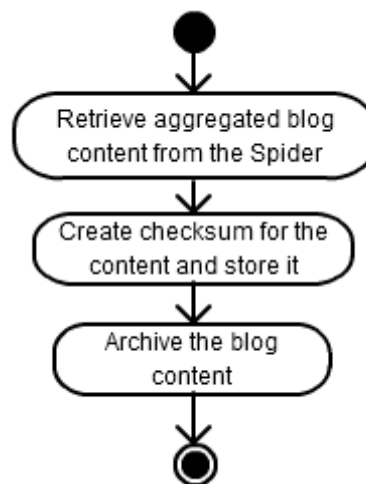 Retrieve aggregated blog
content from the Spider
Create checksum for the
content and store it
Archive the blog
content